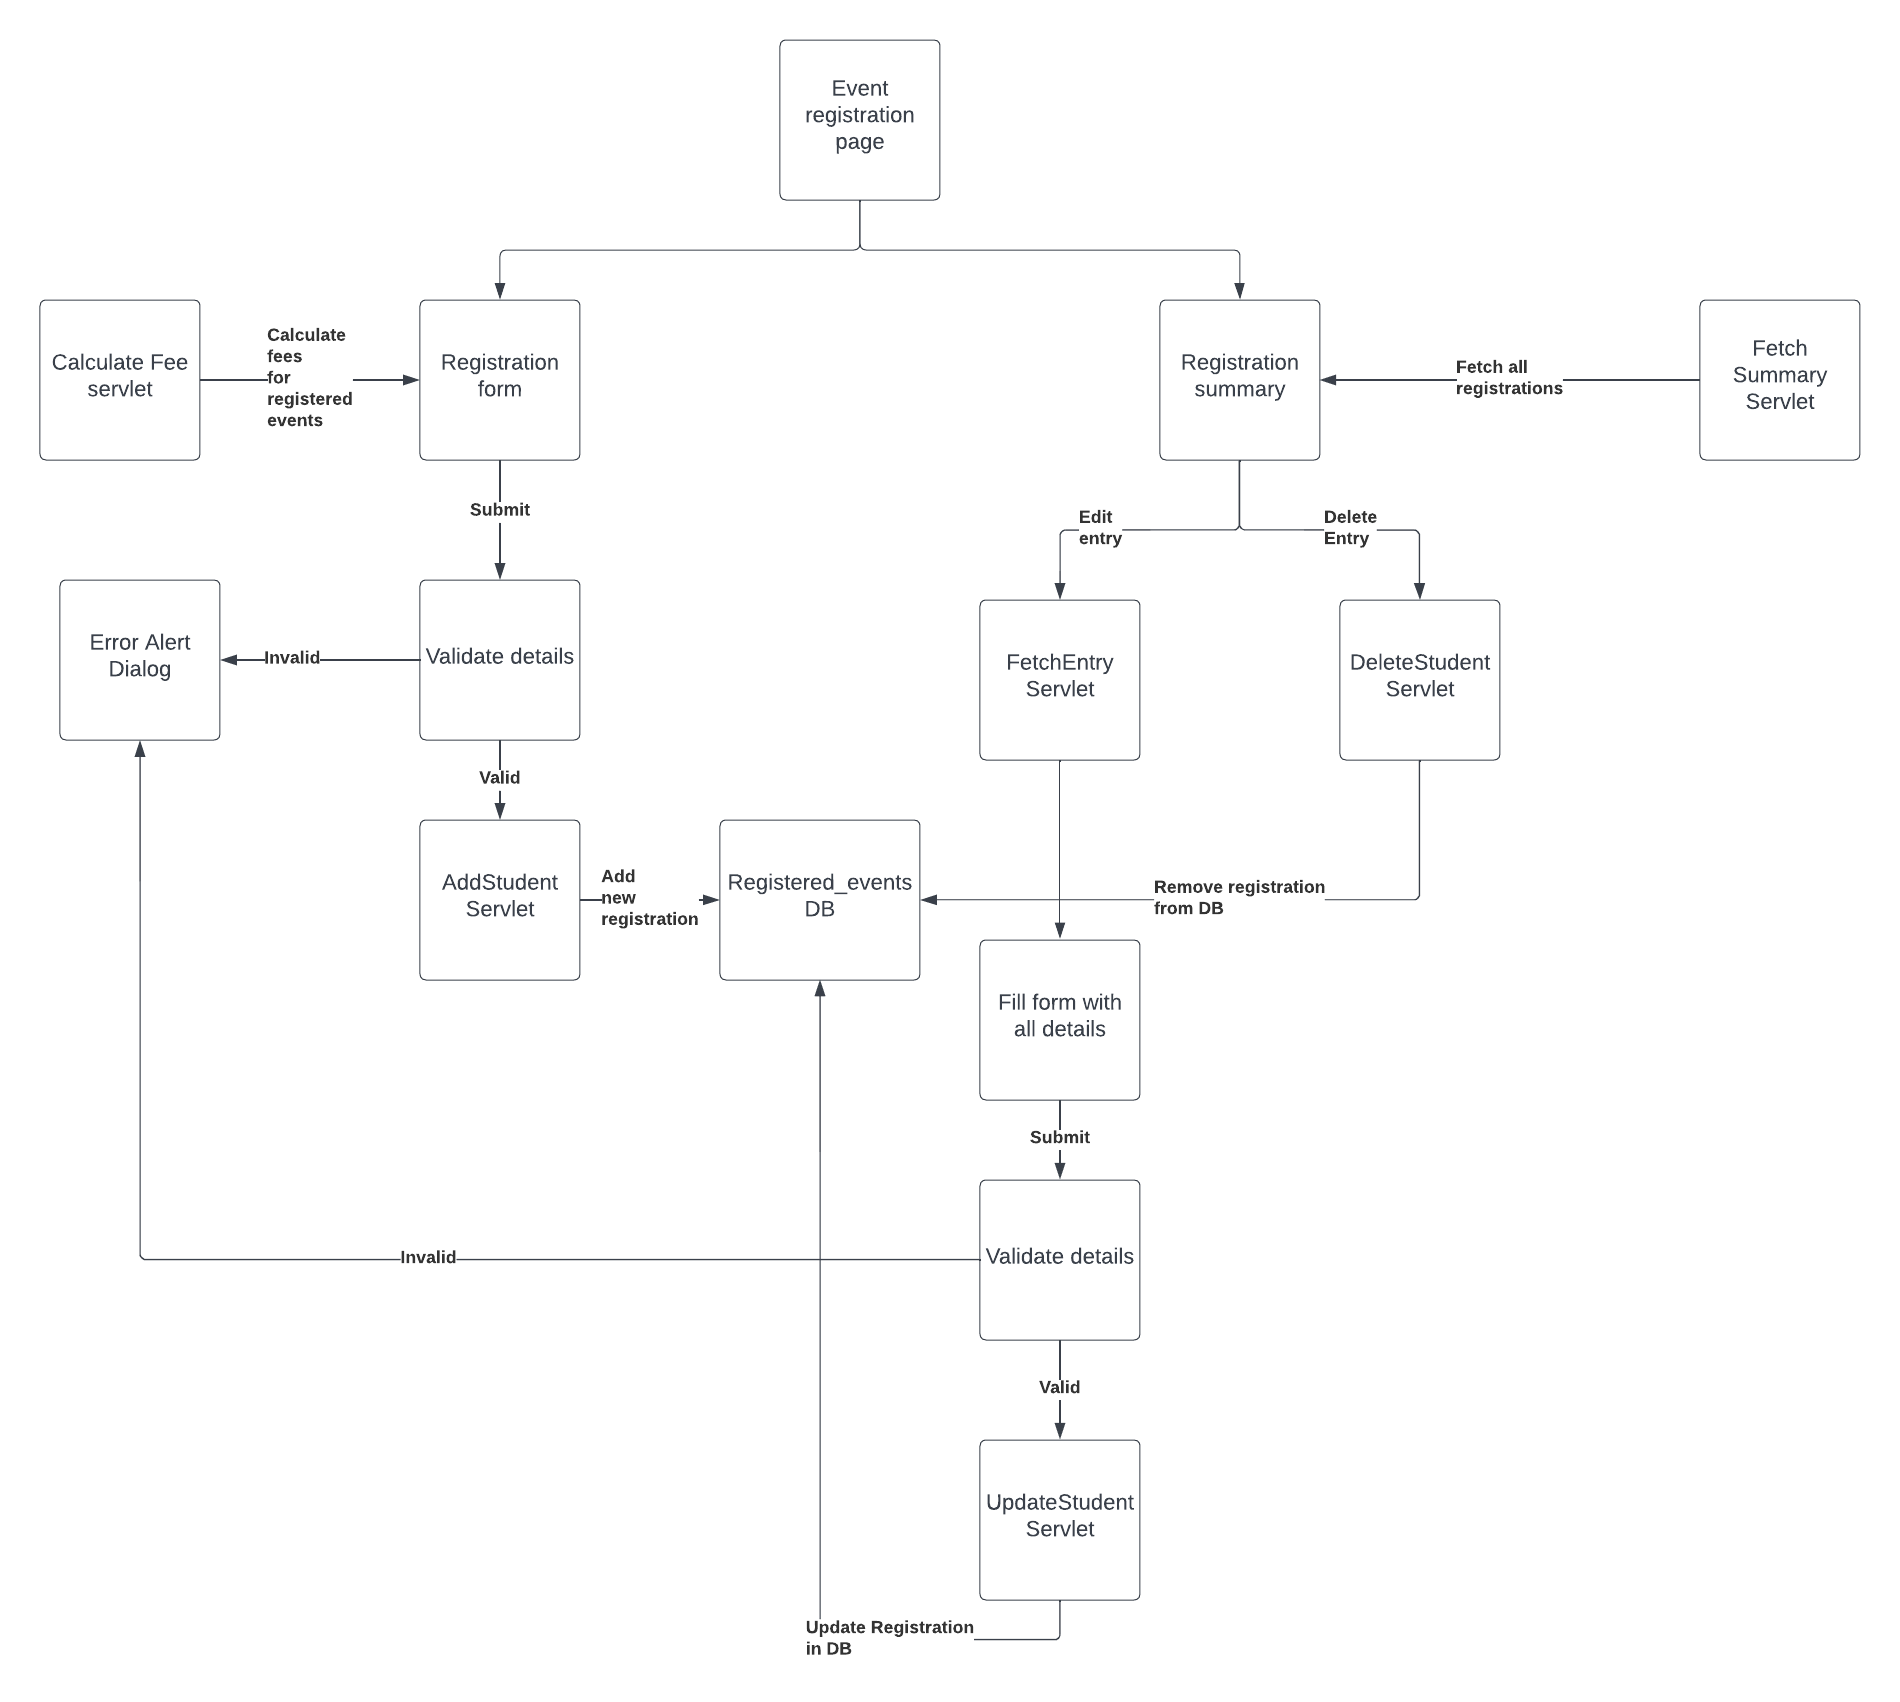 Event
registration
page
Calculate Fee
servlet
Calculate
fees
for
registered
events
Registration
form
Registration
summary
Fetch all
registrations
Fetch
Summary
Servlet
Submit
Edit
entry
Delete
Entry
Error Alert
Dialog
Invalid
Validate details
FetchEntry
Servlet
DeleteStudent
Servlet
Valid
AddStudent
Servlet
Add
new
registration
Registered_events
DB
Remove registration
from DB
Fill form with
all details
Submit
Invalid
Validate details
Valid
UpdateStudent
Servlet
Update Registration
in DB